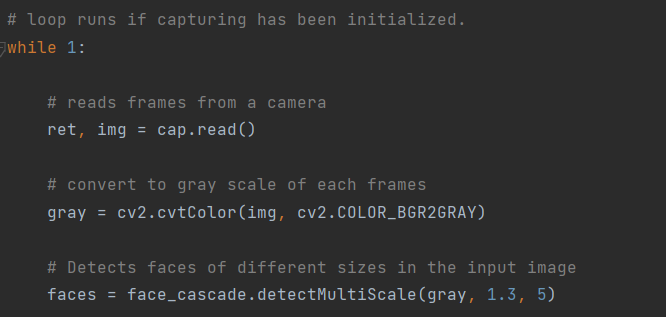 # loop runs if capturing has been initialized.
while 1:
# reads frames from a camera
ret, img = cap.read()
# convert to gray scale of each frames
gray = cv2.cvtColor(img, cv2.COLOR_BGR2GRAY)
# Detects faces of different sizes in the input image
faces = face_cascade.detectMultiScale(gray, 1.3, 5)